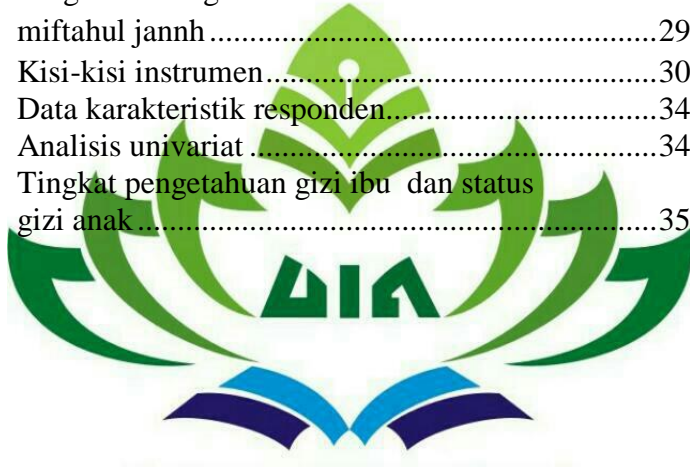 miftahul jannh ................................................................ 29
Kisi-kisi instrumen ........................................................ 30
Data karakteristik responden ........................................ 34
Analisis univariat .......................................................... 34
Tingkat pengetahuan gizi ibu dan status
gizi anak ........................................................................ 35
UIN